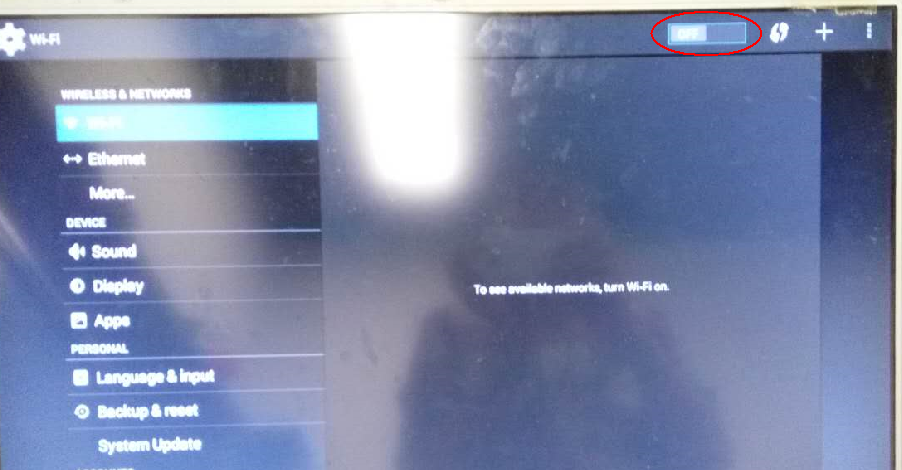 Wi-Fi
OFF
WIRELESS & NETWORKS
Wi-Fi
Ethernet
More...
DEVICE
Sound
Display
Apps
PERSONAL
Language & input
Backup & reset
System Update
To see available networks, turn Wi-Fi on.